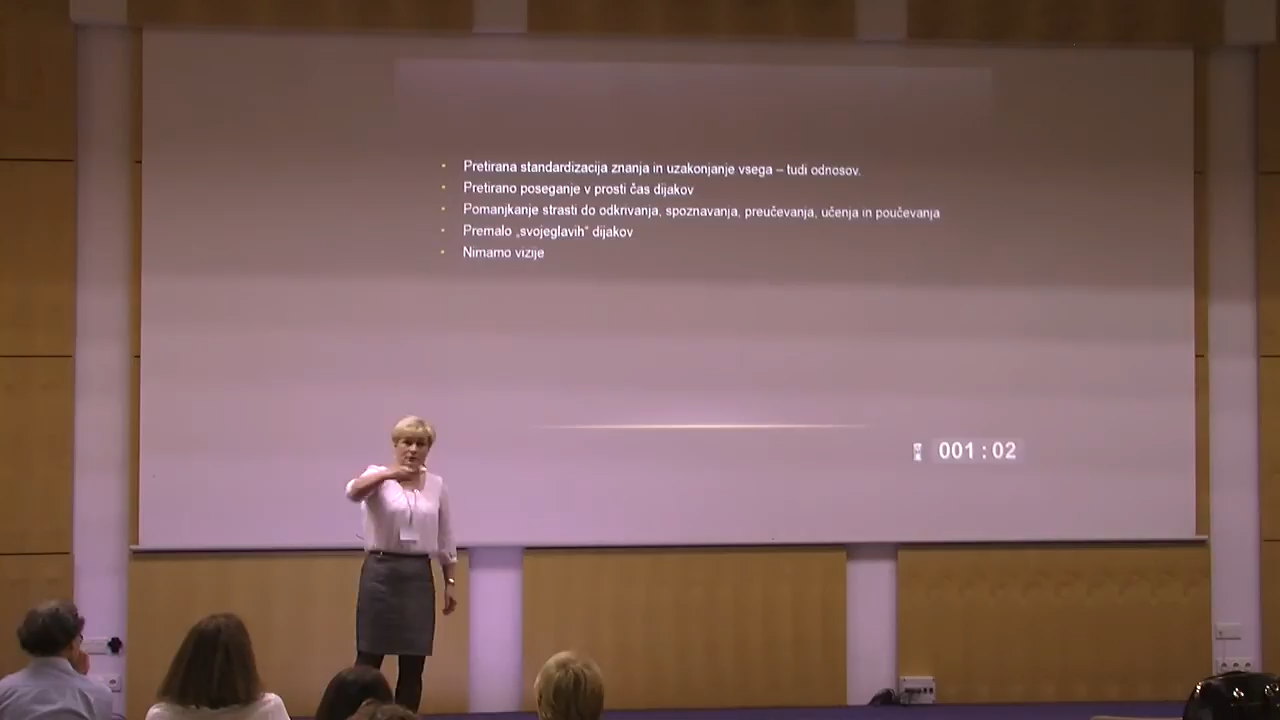 Pretirana standardizacija znanja in uzakonjanje vsega – tudi odnosov.
Pretirano poseganje v prosti čas dijakov
Pomanjkanje strasti do odkrivanja, spoznavanja, preučevanja, učenja in poučevanja
Premalo „svojeglavih“ dijakov
Nimamo vizije
001 : 02